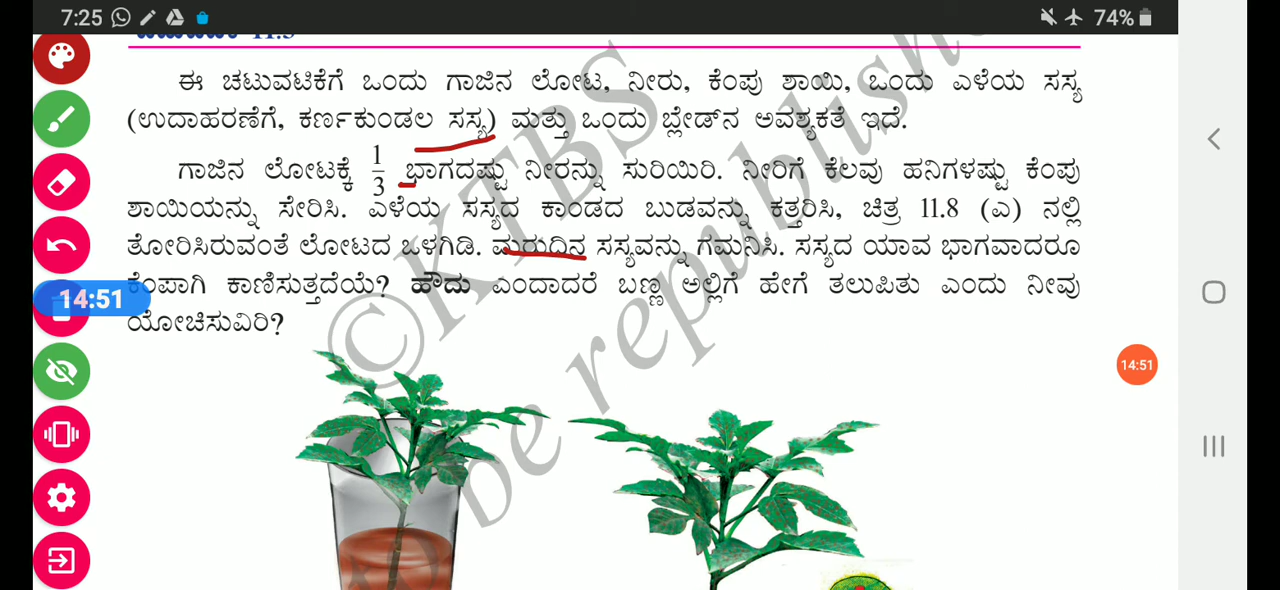 7:25
74%
ಈ ಚಟುವಟಿಕೆಗೆ ಒಂದು ಗಾಜಿನ ಲೋಟ, ನೀರು, ಕೆಂಪು ಶಾಯಿ, ಒಂದು ಎಳೆಯ ಸಸ್ಯ
(ಉದಾಹರಣೆಗೆ, ಕರ್ಣಕುಂಡಲ ಸಸ್ಯ) ಮತ್ತು ಒಂದು ಬ್ಲೇಡ್‌ನ ಅವಶ್ಯಕತೆ ಇದೆ.
ಗಾಜಿನ ಲೋಟಕ್ಕೆ 1/3 ಭಾಗದಷ್ಟು ನೀರನ್ನು ಸುರಿಯಿರಿ. ನೀರಿಗೆ ಕೆಲವು ಹನಿಗಳಷ್ಟು ಕೆಂಪು
ಶಾಯಿಯನ್ನು ಸೇರಿಸಿ. ಎಳೆಯ ಸಸ್ಯದ ಕಾಂಡದ ಬುಡವನ್ನು ಕತ್ತರಿಸಿ, ಚಿತ್ರ 11.8 (ಎ) ನಲ್ಲಿ
ತೋರಿಸಿರುವಂತೆ ಲೋಟದ ಒಳಗಿಡಿ. ಮರುದಿನ ಸಸ್ಯವನ್ನು ಗಮನಿಸಿ. ಸಸ್ಯದ ಯಾವ ಭಾಗವಾದರೂ
ಕೆಂಪಾಗಿ ಕಾಣಿಸುತ್ತದೆಯೆ? ಹೌದು ಎಂದಾದರೆ ಬಣ್ಣ ಅಲ್ಲಿಗೆ ಹೇಗೆ ತಲುಪಿತು ಎಂದು ನೀವು
ಯೋಚಿಸುವಿರಿ?
14:51
14:51
©KTBS
be republishe